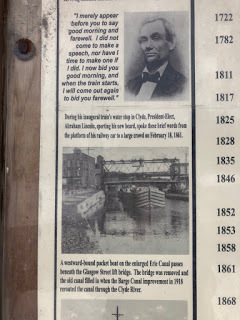 "I merely appear
before you to say
good morning and
farewell. I did not
come to make a
speech, nor have I
time to make one if
I did. I now bid you
good morning, and
when the train starts,
I will come out again
to bid you farewell."
During his inaugural train's water stop in Clyde, President-Elect,
Abraham Lincoln, sporting his new beard, spoke these brief words from
the platform of his railway car to a large crowd on February 18, 1861.
A westward-bound packet boat on the enlarged Erie Canal passes
beneath the Glasgow Street lift bridge. The bridge was removed and
the old canal filled in when the Barge Canal improvement in 1918
rerouted the canal through the Clyde River.
1722
1782
1811
1817
1825
1828
1835
1846
1852
1853
1858
1861
1868